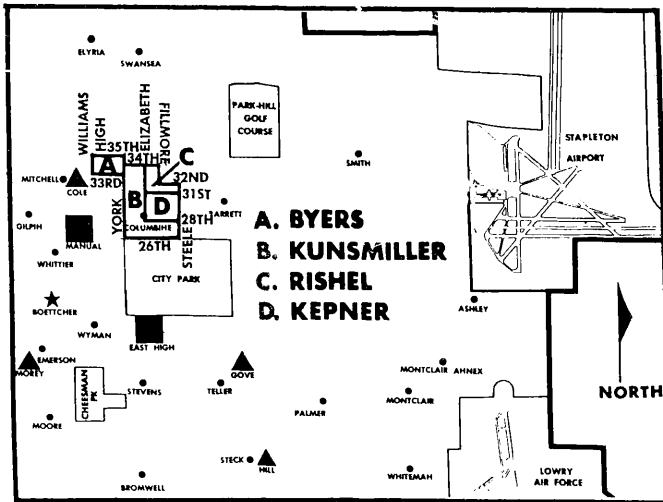 ELYRIA
SWANSEA
WILLIAMS
HIGH
ELIZABETH
FILLMORE
PARK-HILL
GOLF
COURSE
STAPLETON
AIRPORT
35TH
34TH
C
A
SMITH
MITCHELL
33RD
32ND
COLE
31ST
B
D
GILPIN
YORK
28TH
MANUAL
COLUMBINE
26TH
STEELE
WHITTIER
CITY PARK
A. BYERS
B. KUNSMILLER
C. RISHEL
D. KEPNER
BOETTCHER
ASHLEY
WYMAN
EAST HIGH
EMERSON
MOREY
GOVE
MONTCLAIR ANNEX
NORTH
CHEESMAN
PK
STEVENS
TELLER
MONTCLAIR
PALMER
MOORE
STECK
HILL
BROMWELL
WHITEMAH
LOWRY
AIR FORCE